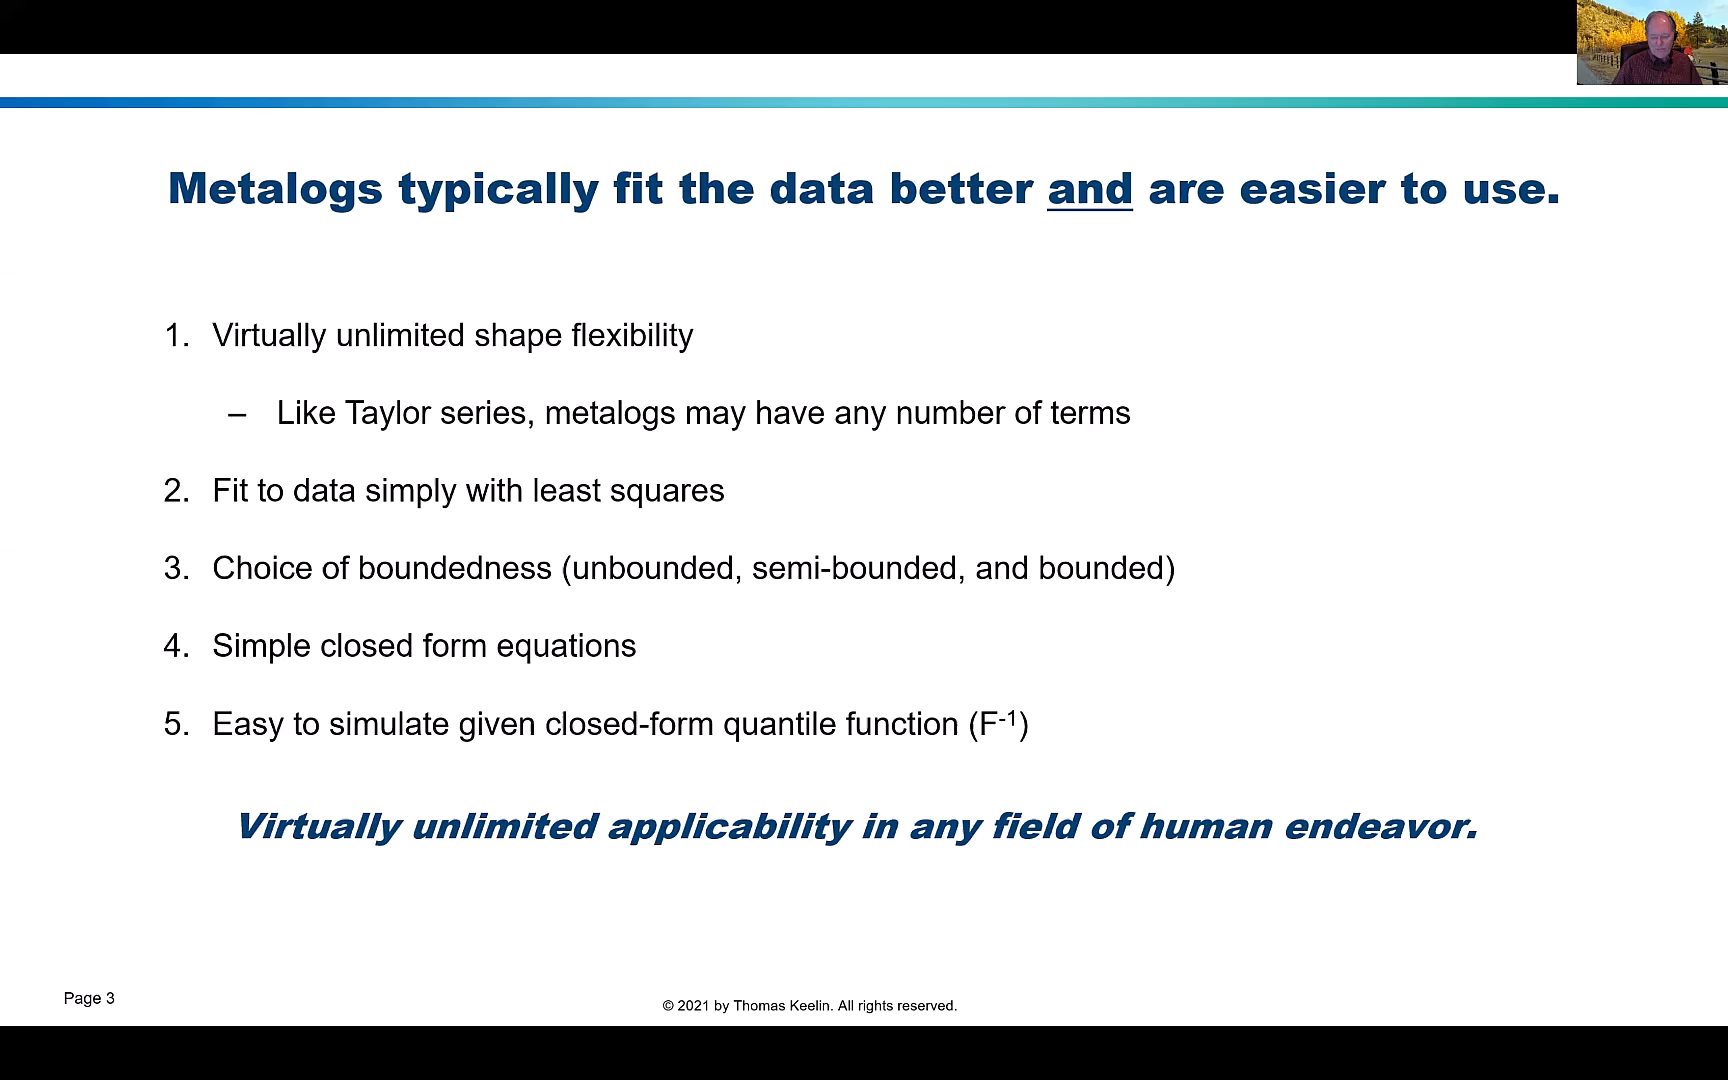 Metalogs typically fit the data better and are easier to use.
1. Virtually unlimited shape flexibility
– Like Taylor series, metalogs may have any number of terms
2. Fit to data simply with least squares
3. Choice of boundedness (unbounded, semi-bounded, and bounded)
4. Simple closed form equations
5. Easy to simulate given closed-form quantile function (F⁻¹)
Virtually unlimited applicability in any field of human endeavor.
Page 3
© 2021 by Thomas Keelin. All rights reserved.